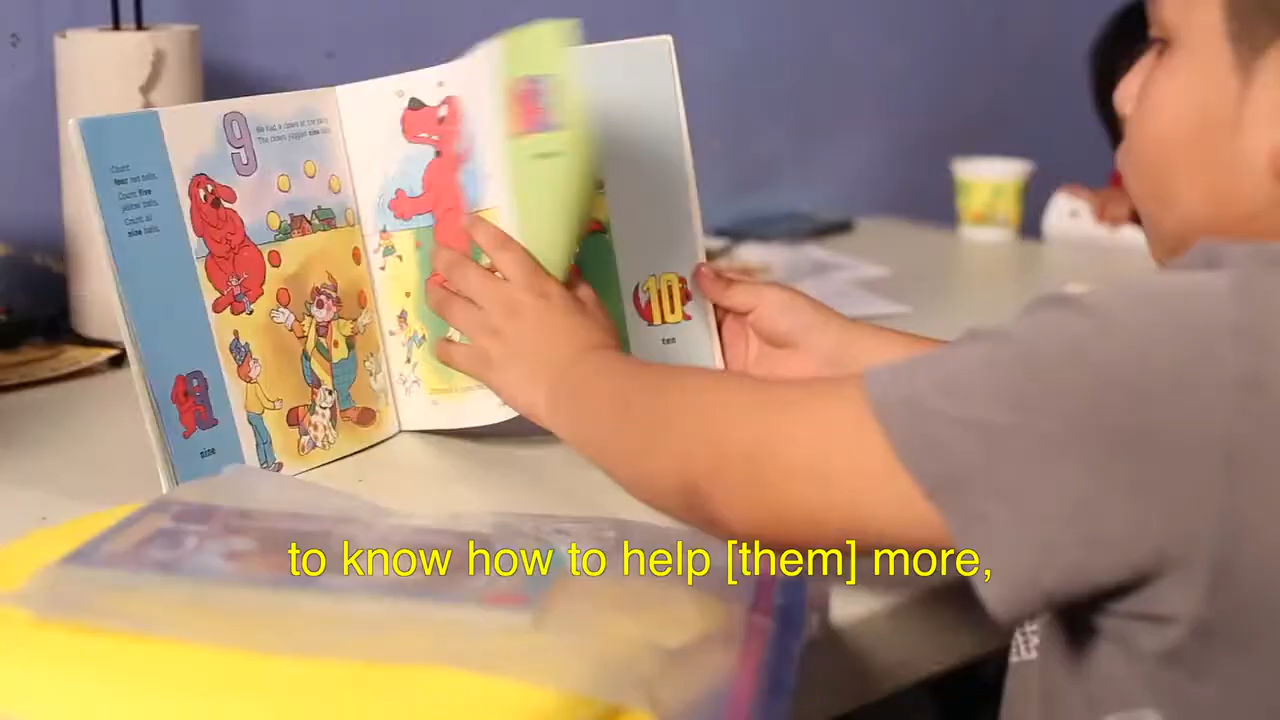 9
We had a clown at the party.
The clown juggled nine balls.
Count
four red balls.
Count five
yellow balls.
Count all
nine balls.
9
nine
10
ten
to know how to help [them] more,